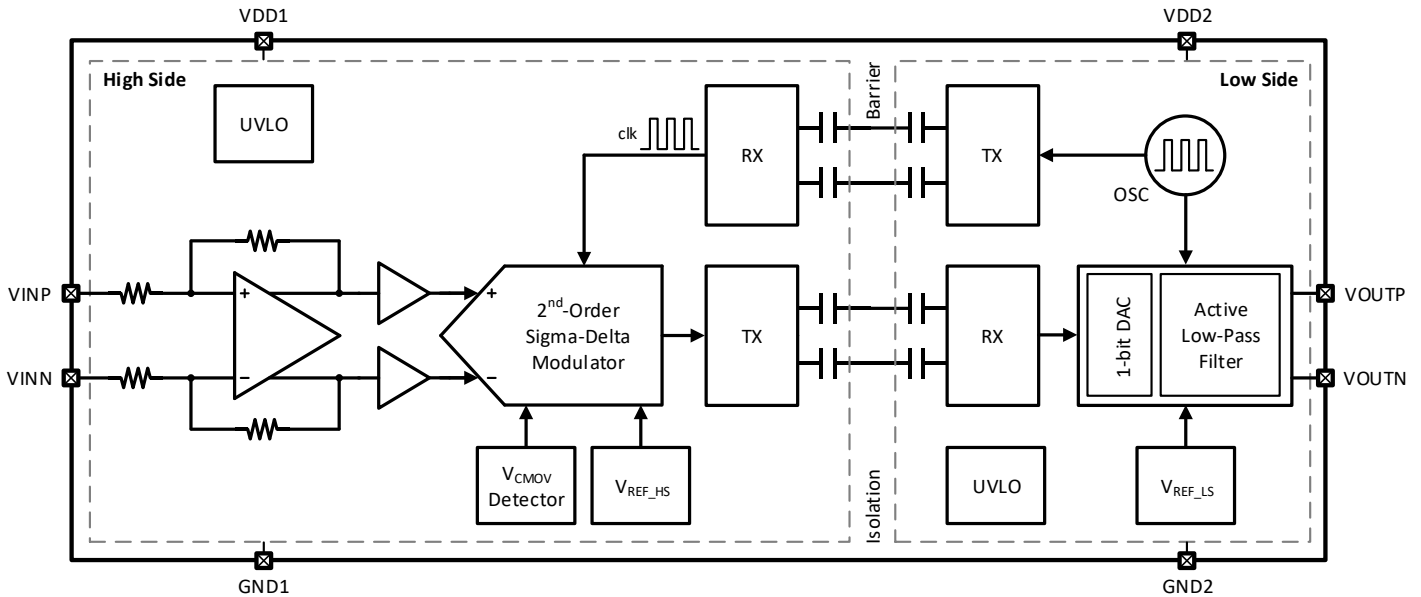 VDD1
VDD2
High Side
Barrier
Low Side
UVLO
clk
RX
TX
OSC
VINP
+
+
2nd-Order
Sigma-Delta
Modulator
TX
RX
1-bit DAC
Active
Low-Pass
Filter
VOUTP
VINN
−
−
VOUTN
VCMOV
Detector
VREF_HS
Isolation
UVLO
VREF_LS
GND1
GND2